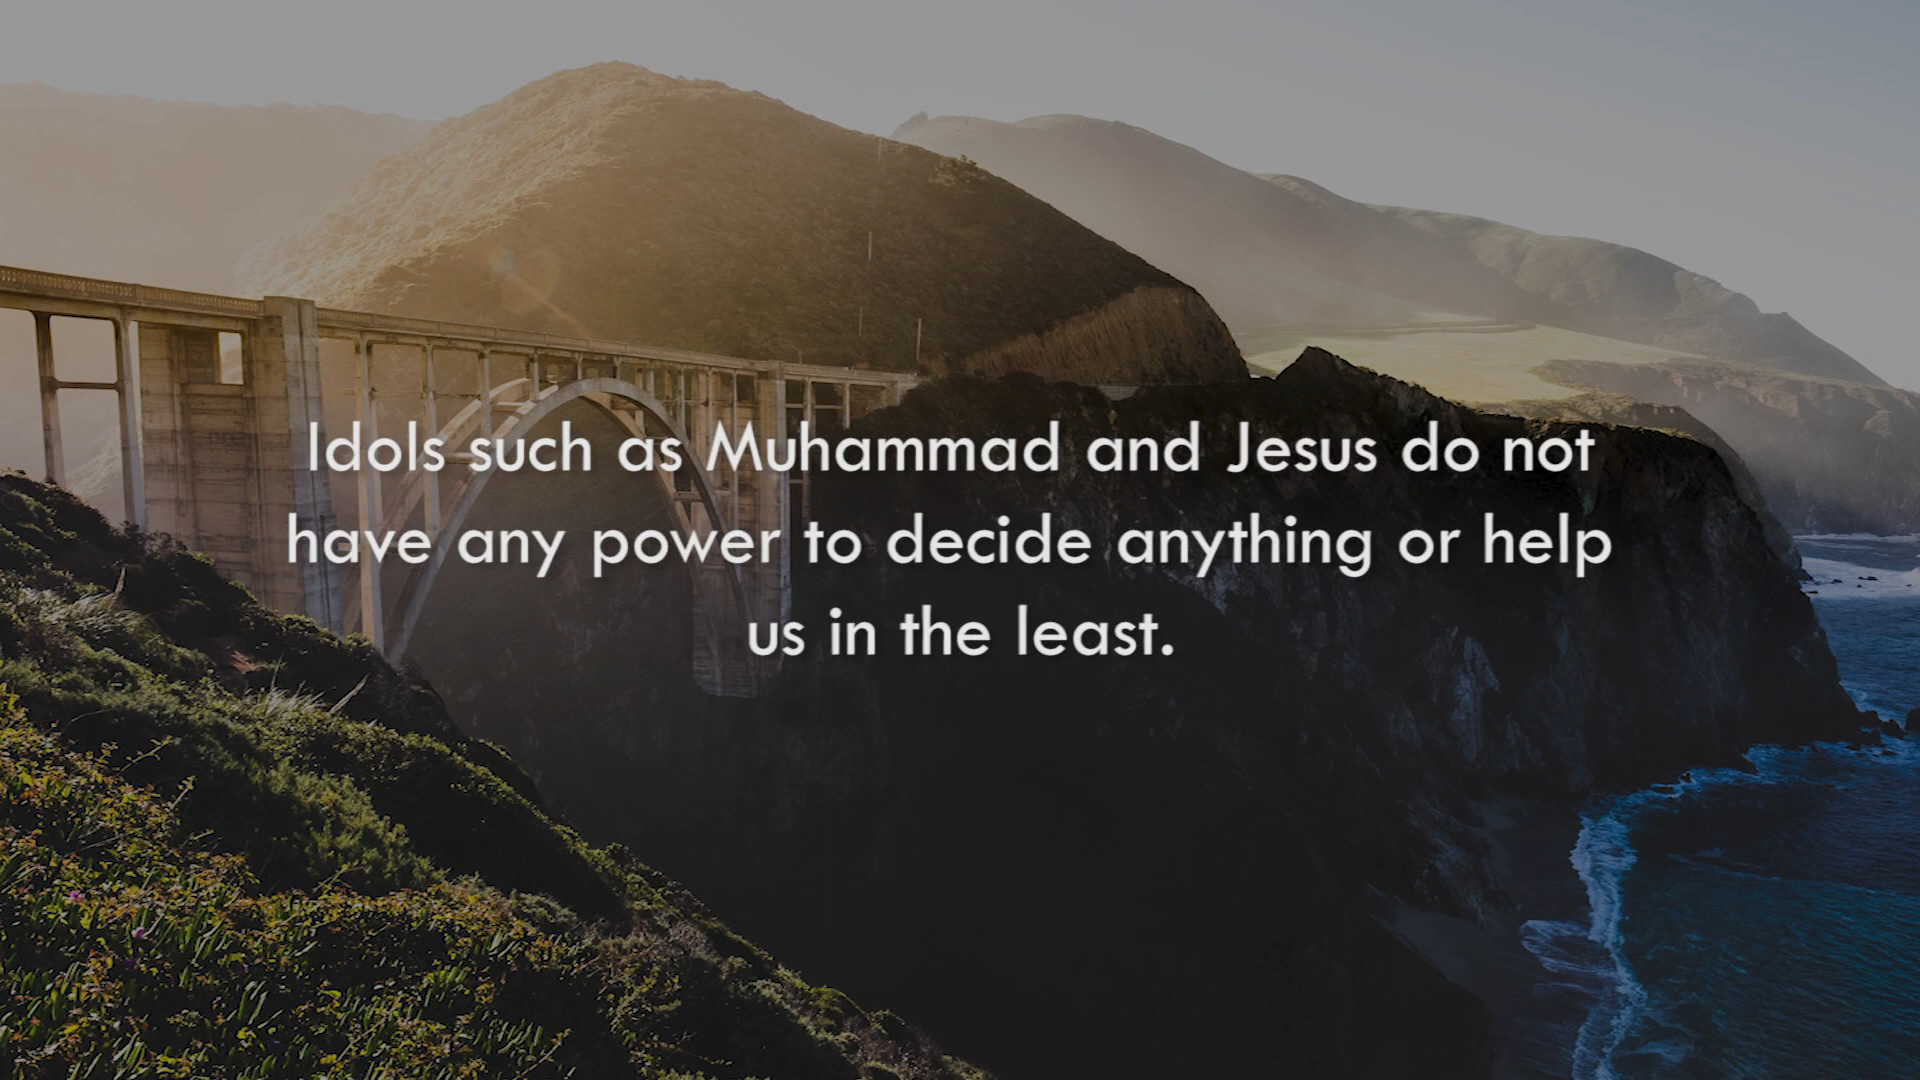 Idols such as Muhammad and Jesus do not
have any power to decide anything or help
us in the least.